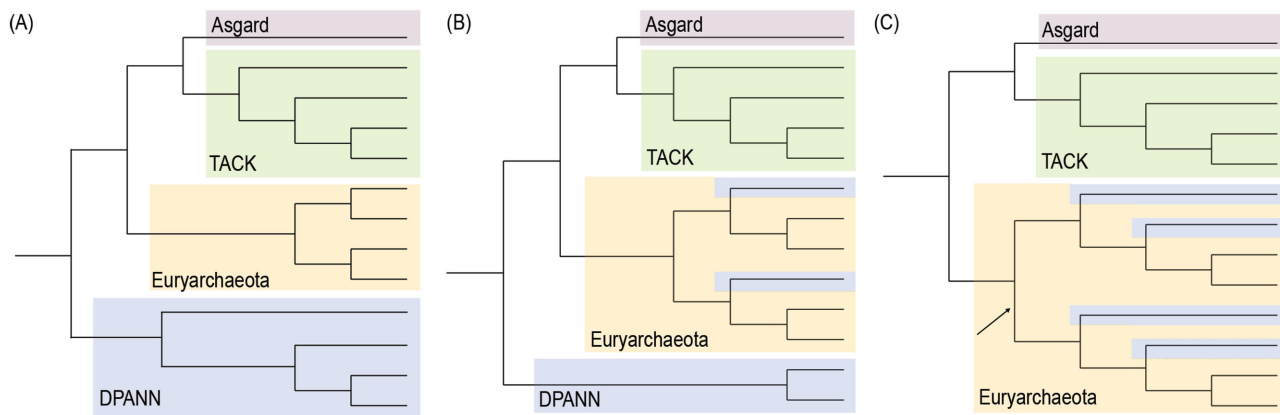 (A)
Asgard
TACK
Euryarchaeota
DPANN
(B)
Asgard
TACK
Euryarchaeota
DPANN
(C)
Asgard
TACK
Euryarchaeota